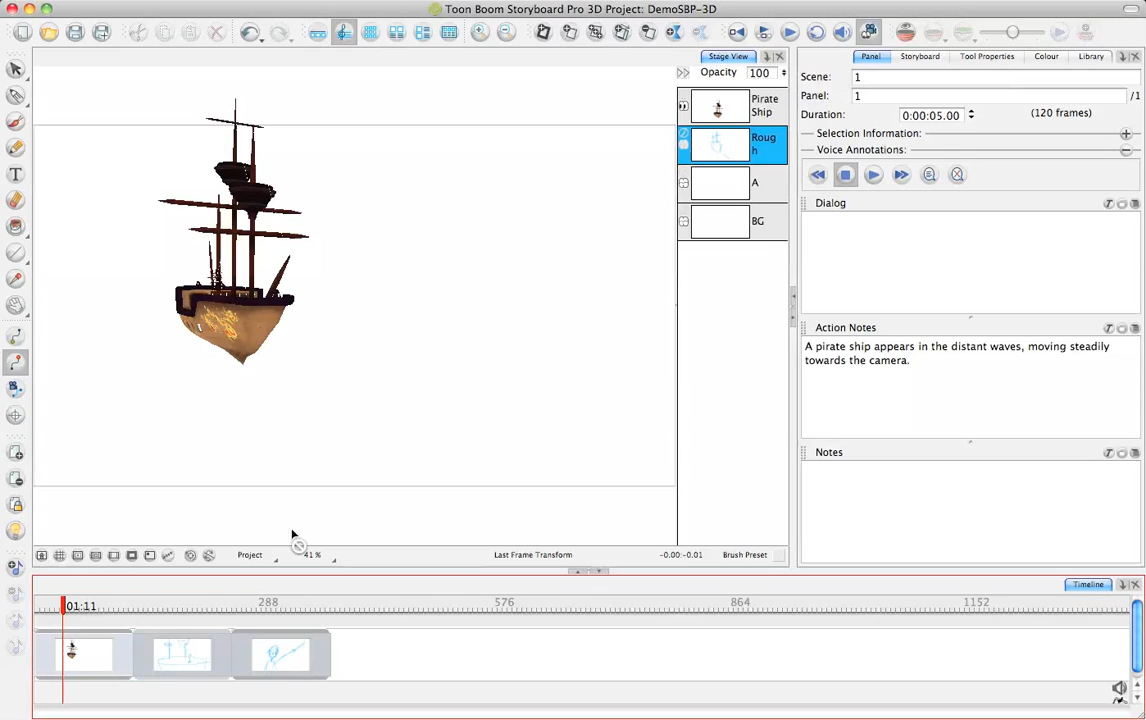 Toon Boom Storyboard Pro 3D Project: DemoSBP-3D
Stage View
Opacity 100
Pirate
Ship
Roug
h
A
BG
Project
41 %
Last Frame Transform
-0.00:-0.01
Brush Preset
Panel
Storyboard
Tool Properties
Colour
Library
Scene: 1
Panel: 1 /1
Duration: 0:00:05.00 (120 frames)
Selection Information:
Voice Annotations:
Dialog
Action Notes
A pirate ship appears in the distant waves, moving steadily
towards the camera.
Notes
Timeline
01:11 288 576 864 1152